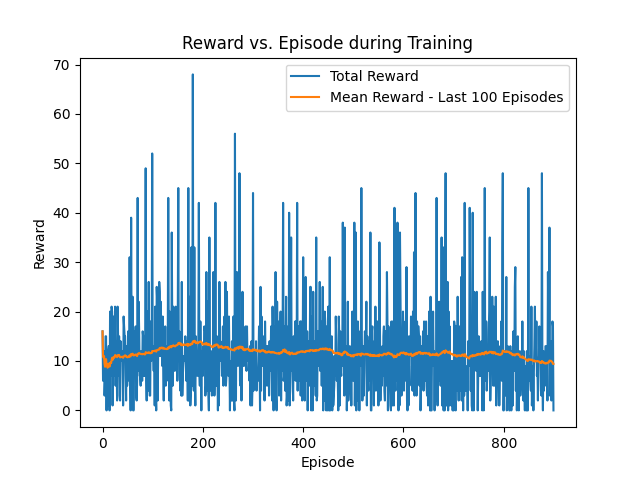 Reward vs. Episode during Training
Total Reward
Mean Reward - Last 100 Episodes
70
60
50
40
30
20
10
0
Reward
0 200 400 600 800
Episode